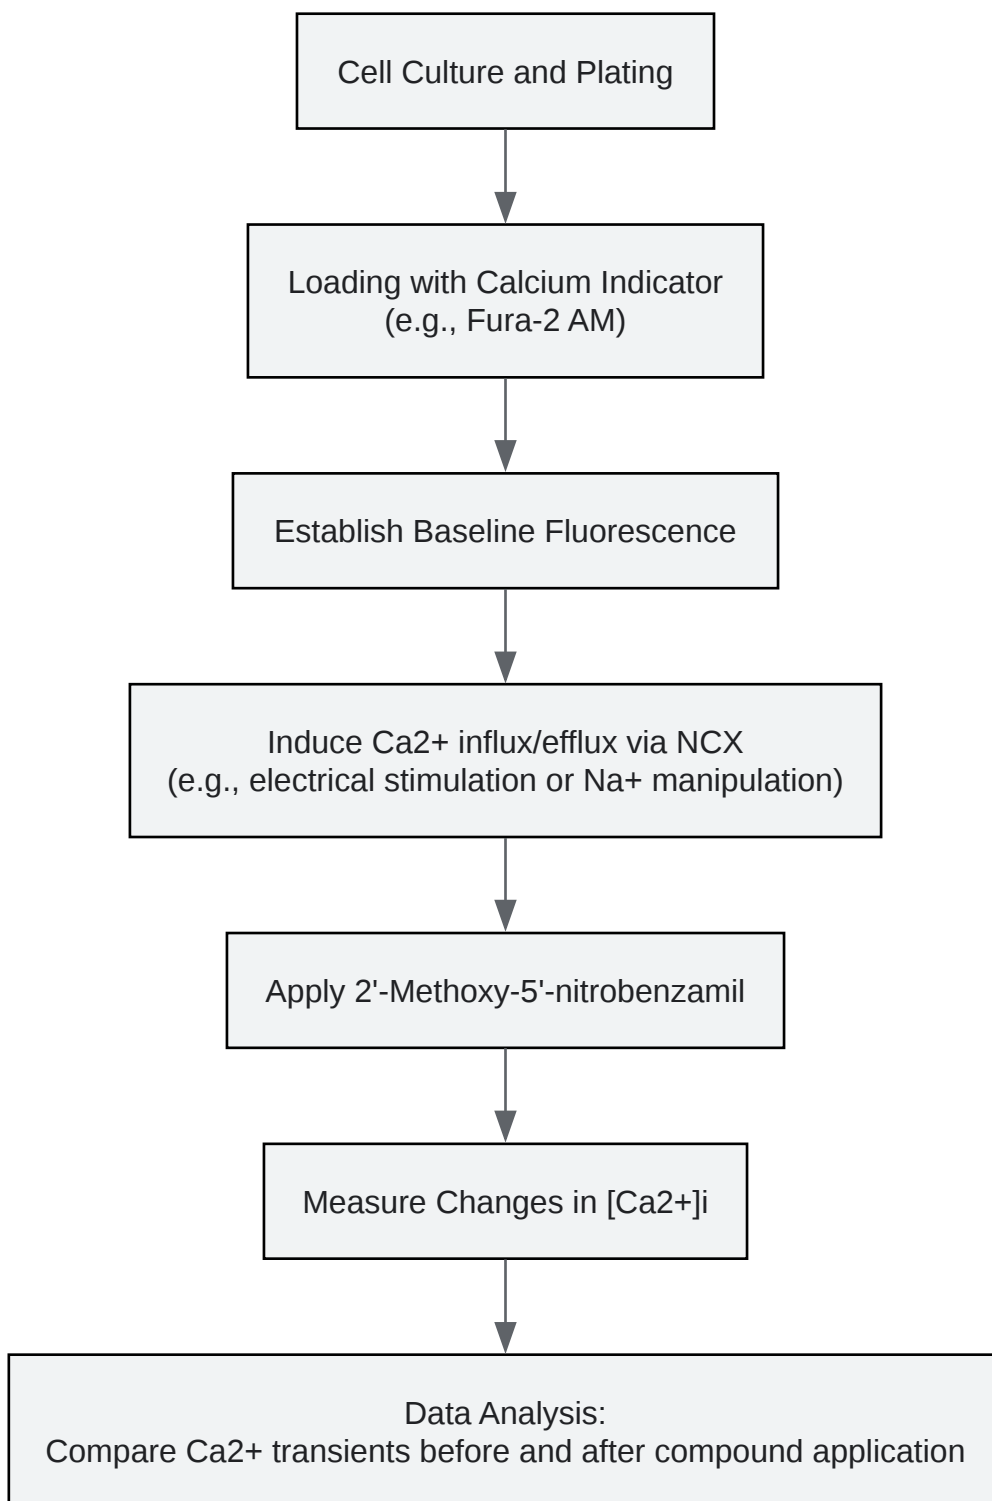 Cell Culture and Plating
Loading with Calcium Indicator
(e.g., Fura-2 AM)
Establish Baseline Fluorescence
Induce Ca2+ influx/efflux via NCX
(e.g., electrical stimulation or Na+ manipulation)
Apply 2'-Methoxy-5'-nitrobenzamil
Measure Changes in [Ca2+]i
Data Analysis:
Compare Ca2+ transients before and after compound application